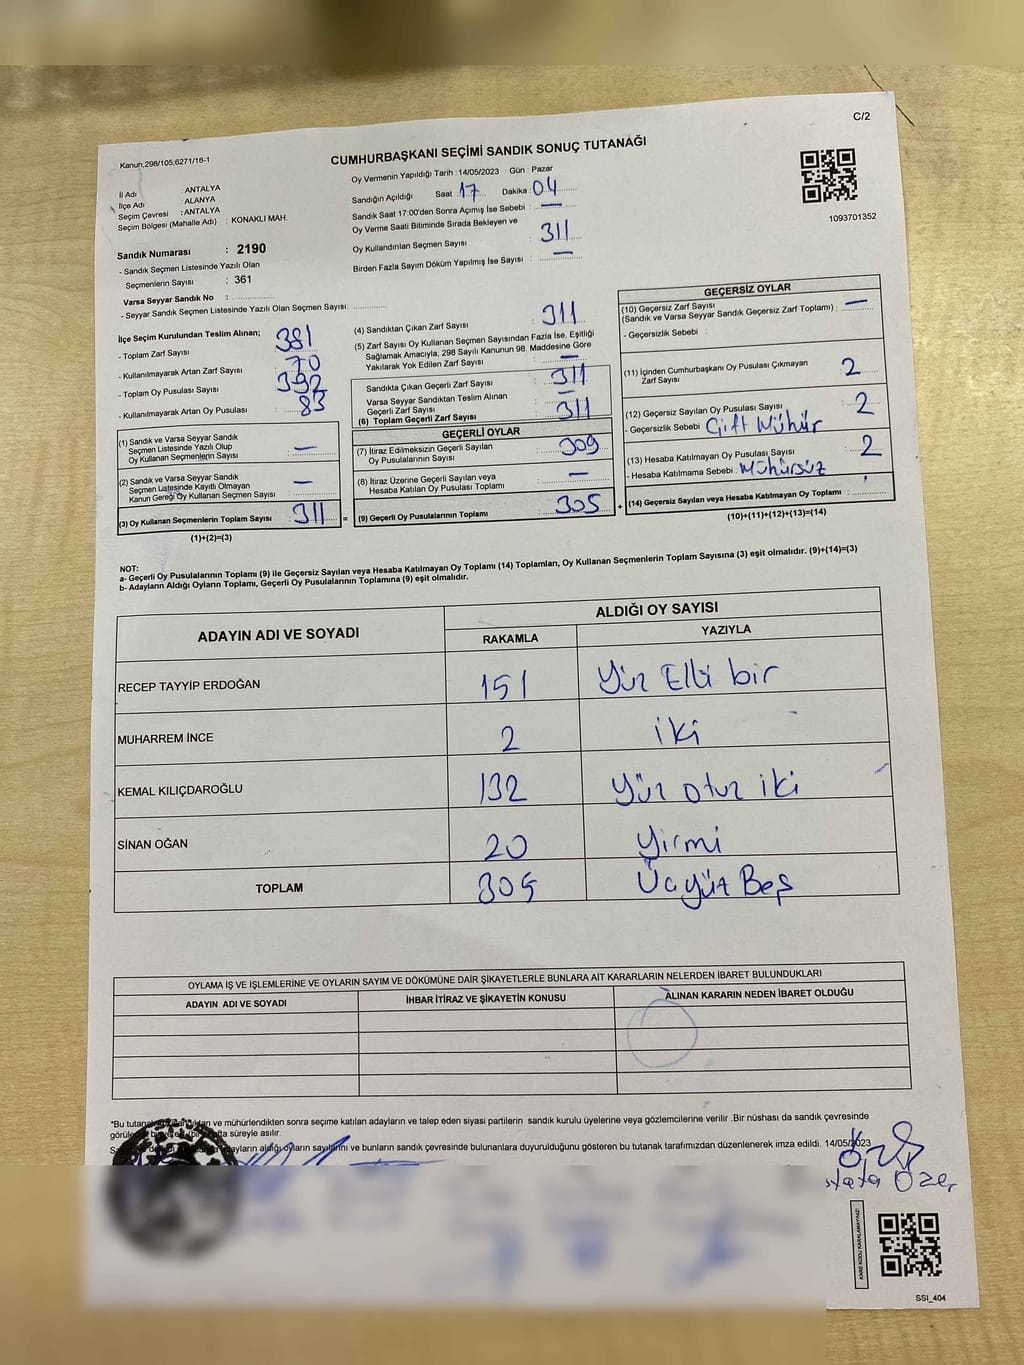 C/2
Kanun;298/105,6271/18-1
CUMHURBAŞKANI SEÇİMİ SANDIK SONUÇ TUTANAĞI
Oy Vermenin Yapıldığı Tarih : 14/05/2023 Gün : Pazar
İl Adı : ANTALYA
İlçe Adı : ALANYA
Seçim Çevresi : ANTALYA
Seçim Bölgesi (Mahalle Adı) : KONAKLI MAH.
Sandığın Açıldığı Saat : 17 Dakika : 04
Sandık Saat 17:00'den Sonra Açımış İse Sebebi : —
Oy Verme Saati Bitiminde Sırada Bekleyen ve
Oy Kullandırılan Seçmen Sayısı : 311
Birden Fazla Sayım Döküm Yapılmış İse Sayısı : —
1093701352
Sandık Numarası : 2190
- Sandık Seçmen Listesinde Yazılı Olan
Seçmenlerin Sayısı : 361
Varsa Seyyar Sandık No :
- Seyyar Sandık Seçmen Listesinde Yazılı Olan Seçmen Sayısı:
İlçe Seçim Kurulundan Teslim Alınan;
- Toplam Zarf Sayısı : 381
- Kullanılmayarak Artan Zarf Sayısı : 70
- Toplam Oy Pusulası Sayısı : 392
- Kullanılmayarak Artan Oy Pusulası : 83
(1) Sandık ve Varsa Seyyar Sandık
Seçmen Listesinde Yazılı Olup
Oy Kullanan Seçmenlerin Sayısı : —
(2) Sandık ve Varsa Seyyar Sandık
Seçmen Listesinde Kayıtlı Olmayan
Kanun Gereği Oy Kullanan Seçmen Sayısı : —
(3) Oy Kullanan Seçmenlerin Toplam Sayısı : 311 =
(1)+(2)=(3)
(4) Sandıktan Çıkan Zarf Sayısı : 311
(5) Zarf Sayısı Oy Kullanan Seçmen Sayısından Fazla İse, Eşitliği
Sağlamak Amacıyla, 298 Sayılı Kanunun 98. Maddesine Göre
Yakılarak Yok Edilen Zarf Sayısı : —
Sandıkta Çıkan Geçerli Zarf Sayısı : 311
Varsa Seyyar Sandıktan Teslim Alınan
Geçerli Zarf Sayısı : —
(6) Toplam Geçerli Zarf Sayısı : 311
GEÇERLİ OYLAR
(7) İtiraz Edilmeksizin Geçerli Sayılan
Oy Pusulalarının Sayısı : 309
(8) İtiraz Üzerine Geçerli Sayılan veya
Hesaba Katılan Oy Pusulası Toplamı : —
(9) Geçerli Oy Pusulalarının Toplamı : 305 +
GEÇERSİZ OYLAR
(10) Geçersiz Zarf Sayısı
(Sandık ve Varsa Seyyar Sandık Geçersiz Zarf Toplamı) : —
- Geçersizlik Sebebi :
(11) İçinden Cumhurbaşkanı Oy Pusulası Çıkmayan
Zarf Sayısı : 2
(12) Geçersiz Sayılan Oy Pusulası Sayısı : 2
- Geçersizlik Sebebi : Çift Mühür
(13) Hesaba Katılmayan Oy Pusulası Sayısı : 2
- Hesaba Katılmama Sebebi : Mühürsüz
(14) Geçersiz Sayılan veya Hesaba Katılmayan Oy Toplamı :
(10)+(11)+(12)+(13)=(14)
NOT:
a- Geçerli Oy Pusulalarının Toplamı (9) ile Geçersiz Sayılan veya Hesaba Katılmayan Oy Toplamı (14) Toplamları, Oy Kullanan Seçmenlerin Toplam Sayısına (3) eşit olmalıdır. (9)+(14)=(3)
b- Adayların Aldığı Oyların Toplamı, Geçerli Oy Pusulalarının Toplamına (9) eşit olmalıdır.
ADAYIN ADI VE SOYADI ALDIĞI OY SAYISI
RAKAMLA YAZIYLA
RECEP TAYYİP ERDOĞAN 151 Yüz Elli bir
MUHARREM İNCE 2 iki
KEMAL KILIÇDAROĞLU 132 Yüz otuz iki
SİNAN OĞAN 20 Yirmi
TOPLAM 305 Üçyüz Beş
OYLAMA İŞ VE İŞLEMLERİNE VE OYLARIN SAYIM VE DÖKÜMÜNE DAİR ŞİKAYETLERLE BUNLARA AİT KARARLARIN NELERDEN İBARET BULUNDUKLARI
ADAYIN ADI VE SOYADI İHBAR İTİRAZ VE ŞİKAYETİN KONUSU ALINAN KARARIN NEDEN İBARET OLDUĞU
*Bu tutanak ve mühürlendikten sonra seçime katılan adayların ve talep eden siyasi partilerin sandık kurulu üyelerine veya gözlemcilerine verilir .Bir nüshası da sandık çevresinde
süreyle asılır.
aldığı oyların sayılarını ve bunların sandık çevresinde bulunanlara duyurulduğunu gösteren bu tutanak tarafımızdan düzenlenerek imza edildi. 14/05/2023
Özer
KARE KODU KARALAMAYINIZ!
SSI_404